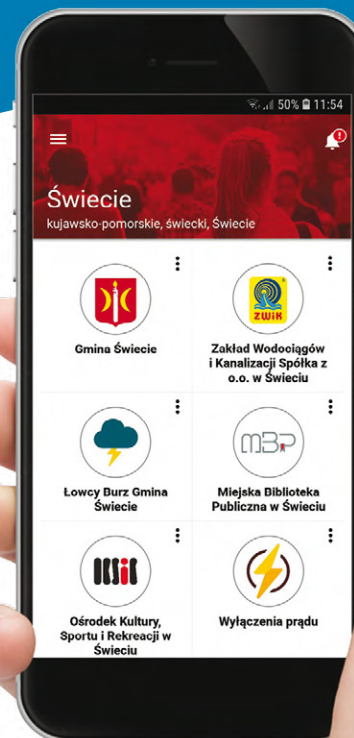 50% 11:54
Świecie
kujawsko-pomorskie, świecki, Świecie
Gmina Świecie
ZWiK
Zakład Wodociągów
i Kanalizacji Spółka z
o.o. w Świeciu
Łowcy Burz Gmina
Świecie
mBP
Miejska Biblioteka
Publiczna w Świeciu
Ośrodek Kultury,
Sportu i Rekreacji w
Świeciu
Wyłączenia prądu